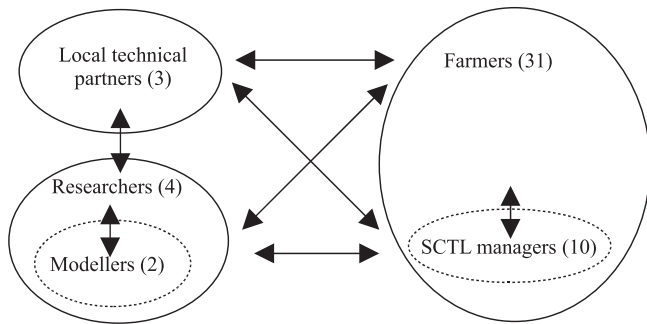 Local technical
partners (3)
Farmers (31)
Researchers (4)
Modellers (2)
SCTL managers (10)